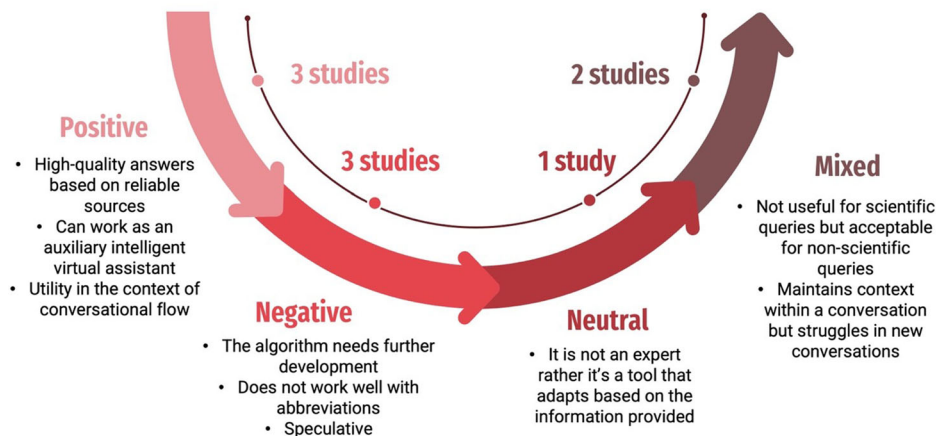 3 studies
2 studies
3 studies
1 study
Positive
• High-quality answers
based on reliable
sources
• Can work as an
auxiliary intelligent
virtual assistant
• Utility in the context of
conversational flow
Negative
• The algorithm needs further
development
• Does not work well with
abbreviations
• Speculative
Neutral
• It is not an expert
rather it's a tool that
adapts based on the
information provided
Mixed
• Not useful for scientific
queries but acceptable
for non-scientific
queries
• Maintains context
within a conversation
but struggles in new
conversations